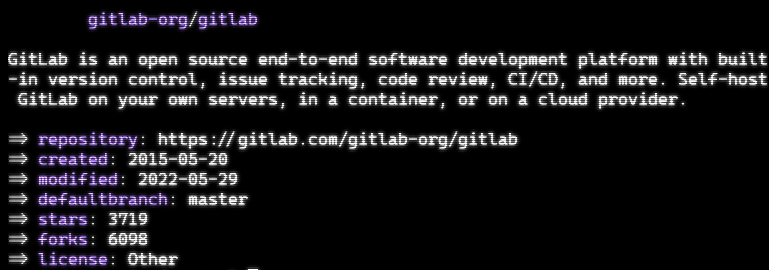 gitlab-org/gitlab
GitLab is an open source end-to-end software development platform with built
-in version control, issue tracking, code review, CI/CD, and more. Self-host
GitLab on your own servers, in a container, or on a cloud provider.
⇒ repository: https://gitlab.com/gitlab-org/gitlab
⇒ created: 2015-05-20
⇒ modified: 2022-05-29
⇒ defaultbranch: master
⇒ stars: 3719
⇒ forks: 6098
⇒ license: Other